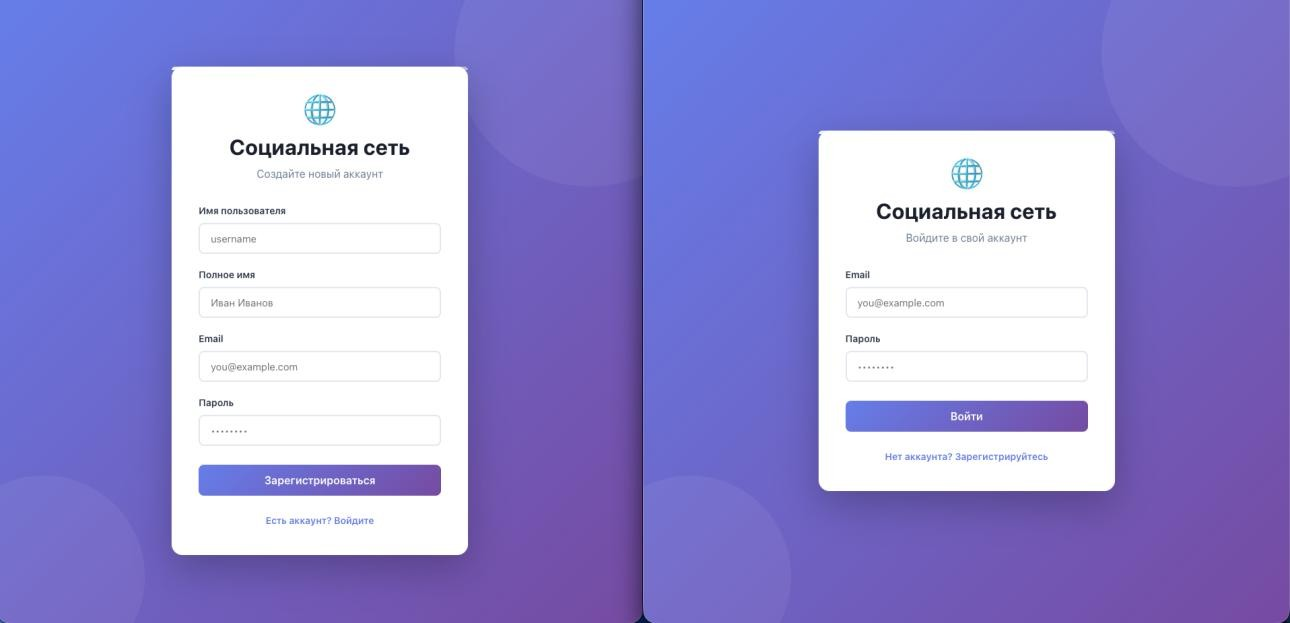 Социальная сеть
Создайте новый аккаунт
Имя пользователя
username
Полное имя
Иван Иванов
Email
you@example.com
Пароль
••••••••
Зарегистрироваться
Есть аккаунт? Войдите
Социальная сеть
Войдите в свой аккаунт
Email
you@example.com
Пароль
••••••••
Войти
Нет аккаунта? Зарегистрируйтесь